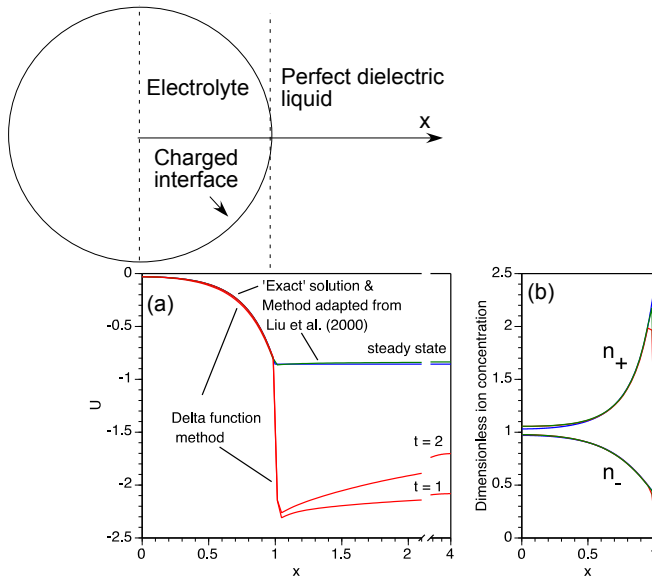 Electrolyte
Perfect dielectric
liquid
x
Charged
interface
(a)
'Exact' solution &
Method adapted from
Liu et al. (2000)
steady state
Delta function
method
t = 2
t = 1
0
-0.5
-1
-1.5
-2
-2.5
U
0
0.5
1
1.5
2
4
x
(b)
n+
n-
2.5
2
1.5
1
0.5
0
Dimensionless ion concentration
0
0.5
1
x